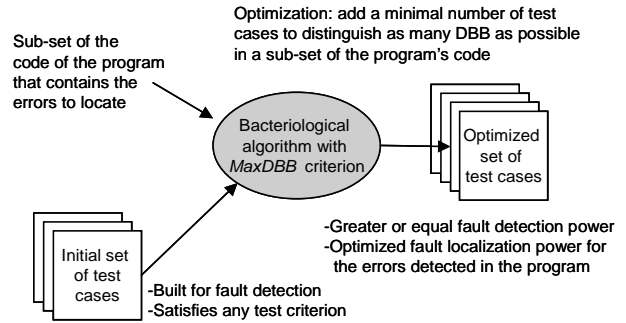 Optimization: add a minimal number of test
cases to distinguish as many DBB as possible
in a sub-set of the program's code
Sub-set of the
code of the program
that contains the
errors to locate
Bacteriological
algorithm with
MaxDBB criterion
Optimized
set of
test cases
-Greater or equal fault detection power
-Optimized fault localization power for
the errors detected in the program
Initial set
of test
cases
-Built for fault detection
-Satisfies any test criterion